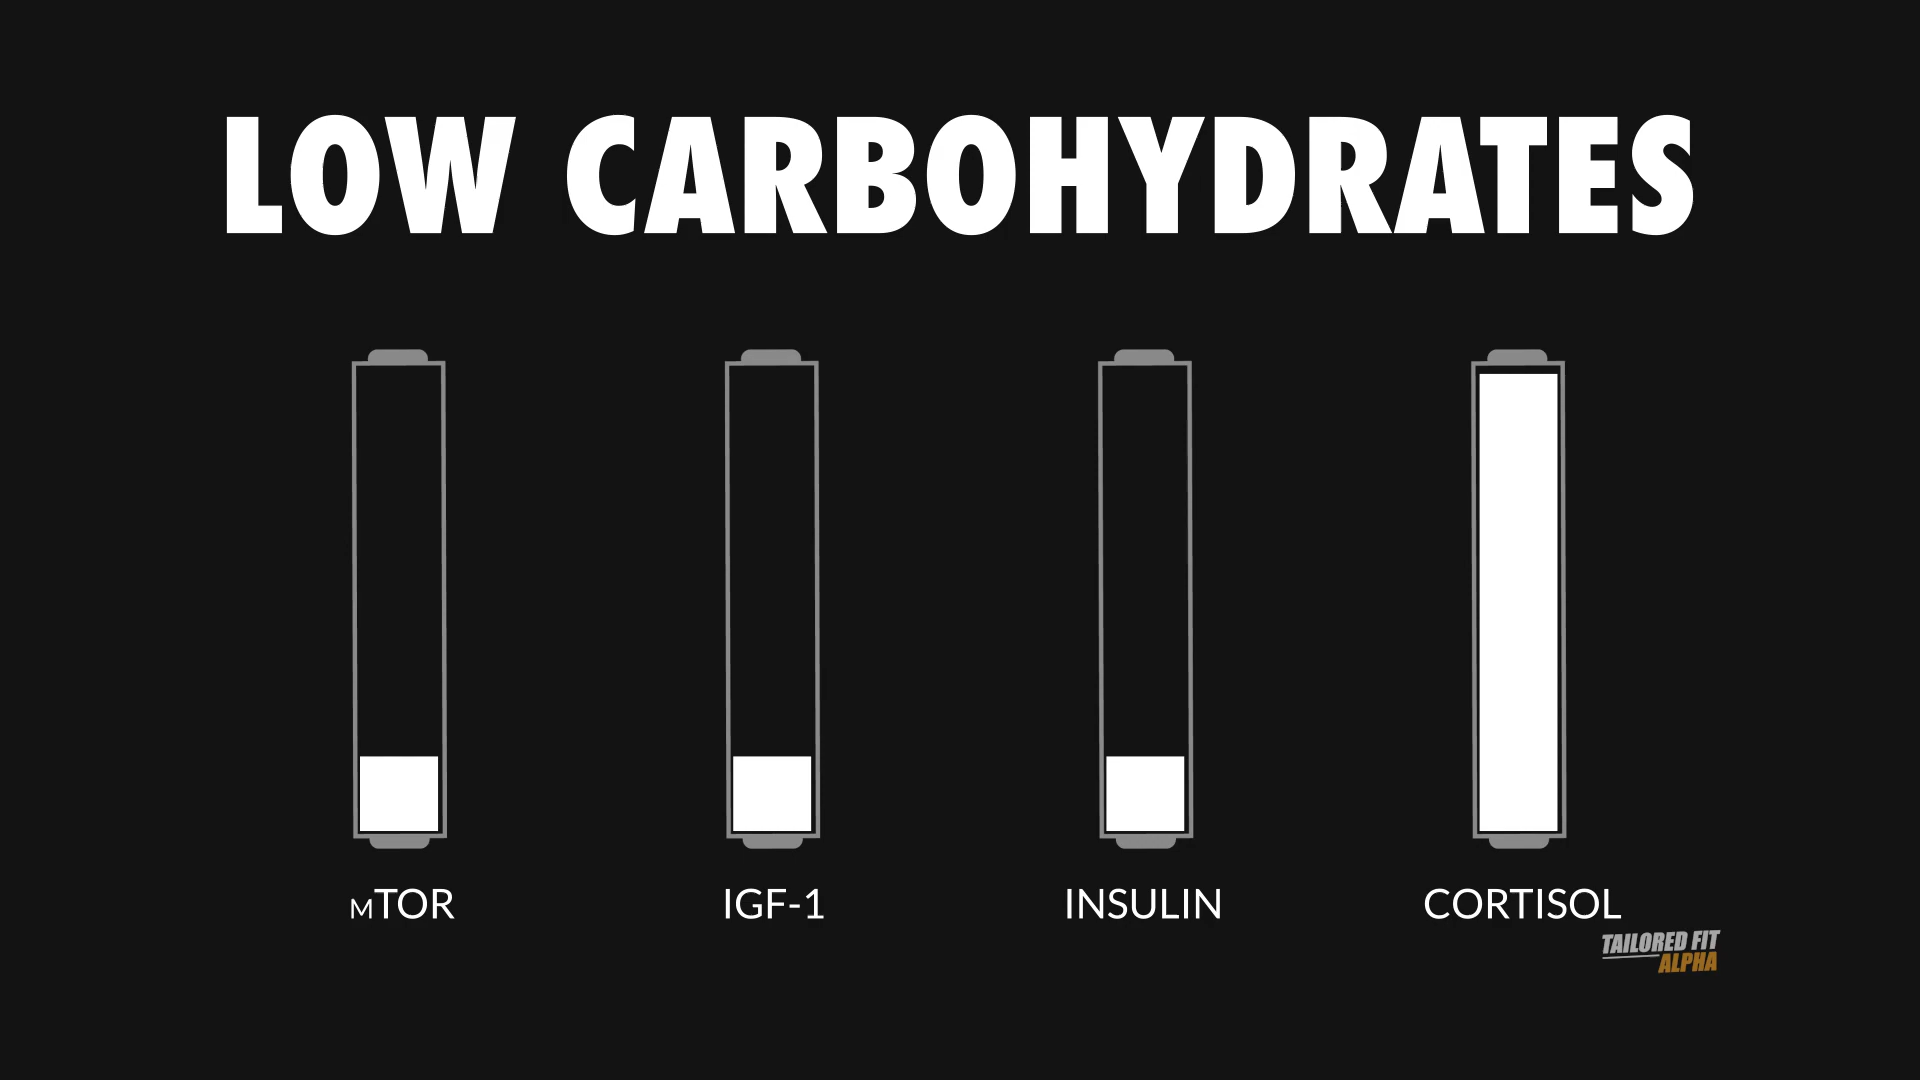 LOW CARBOHYDRATES
mTOR
IGF-1
INSULIN
CORTISOL
TAILORED FIT
ALPHA